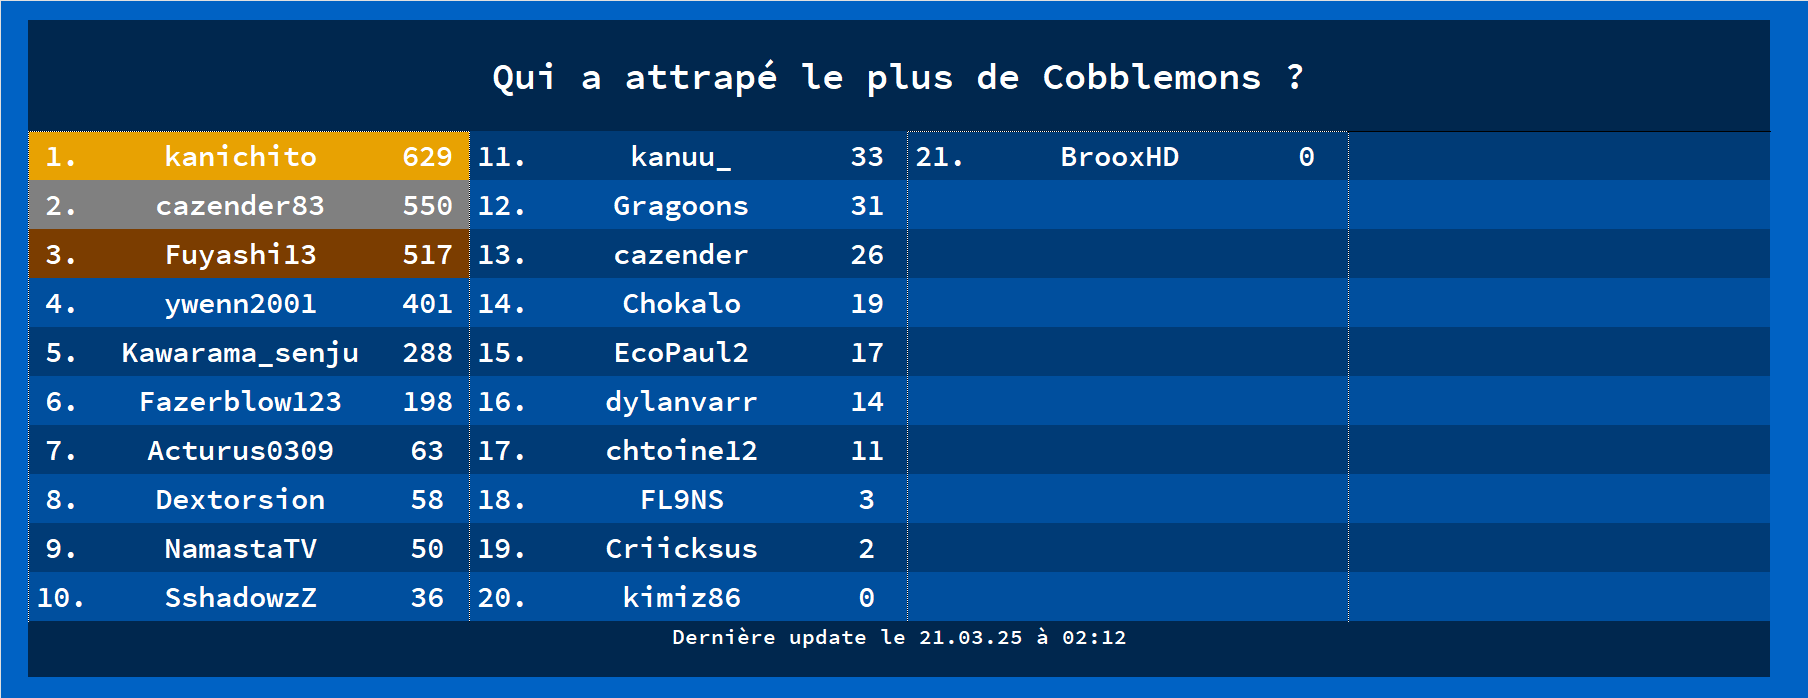 Qui a attrapé le plus de Cobblemons ?
1. kanichito 629
2. cazender83 550
3. Fuyashi13 517
4. ywenn2001 401
5. Kawarama_senju 288
6. Fazerblow123 198
7. Acturus0309 63
8. Dextorsion 58
9. NamastaTV 50
10. SshadowzZ 36
11. kanuu_ 33
12. Gragoons 31
13. cazender 26
14. Chokalo 19
15. EcoPaul2 17
16. dylanvarr 14
17. chtoine12 11
18. FL9NS 3
19. Criicksus 2
20. kimiz86 0
21. BrooxHD 0
Dernière update le 21.03.25 à 02:12